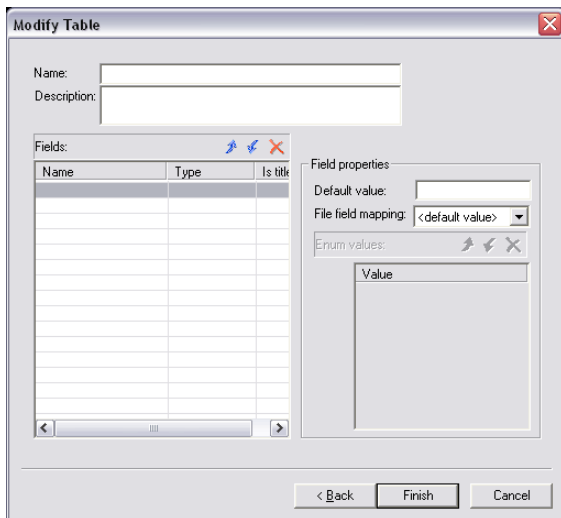 Modify Table
Name:
Description:
Fields:
Name Type Is title
Field properties
Default value:
File field mapping: <default value>
Enum values:
Value
< Back Finish Cancel